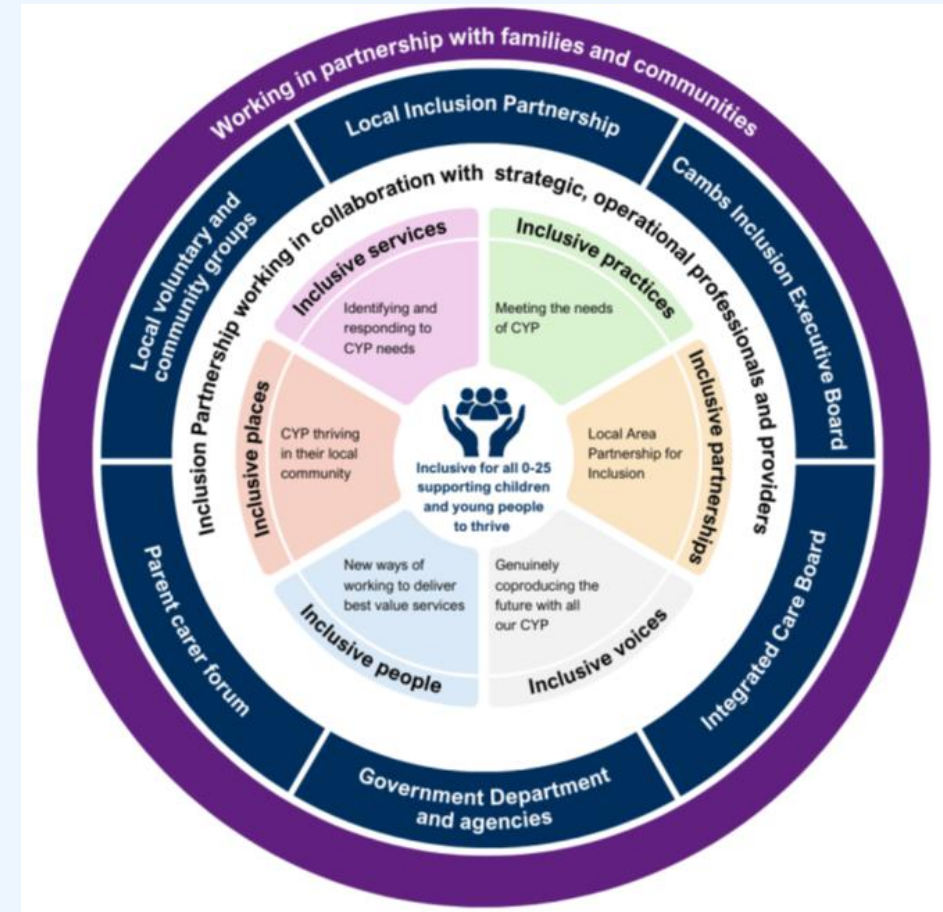 Working in partnership with families and communities
Local Inclusion Partnership
Cambs Inclusion Executive Board
Integrated Care Board
Government Department
and agencies
Parent carer forum
Local voluntary and
community groups
Inclusion Partnership working in collaboration with strategic, operational professionals and providers
Inclusive services
Identifying and
responding to
CYP needs
Inclusive practices
Meeting the needs
of CYP
Inclusive partnerships
Local Area
Partnership for
Inclusion
Inclusive voices
Genuinely
coproducing the
future with all
our CYP
Inclusive people
New ways of
working to deliver
best value services
Inclusive places
CYP thriving
in their local
community
Inclusive for all 0-25
supporting children
and young people
to thrive